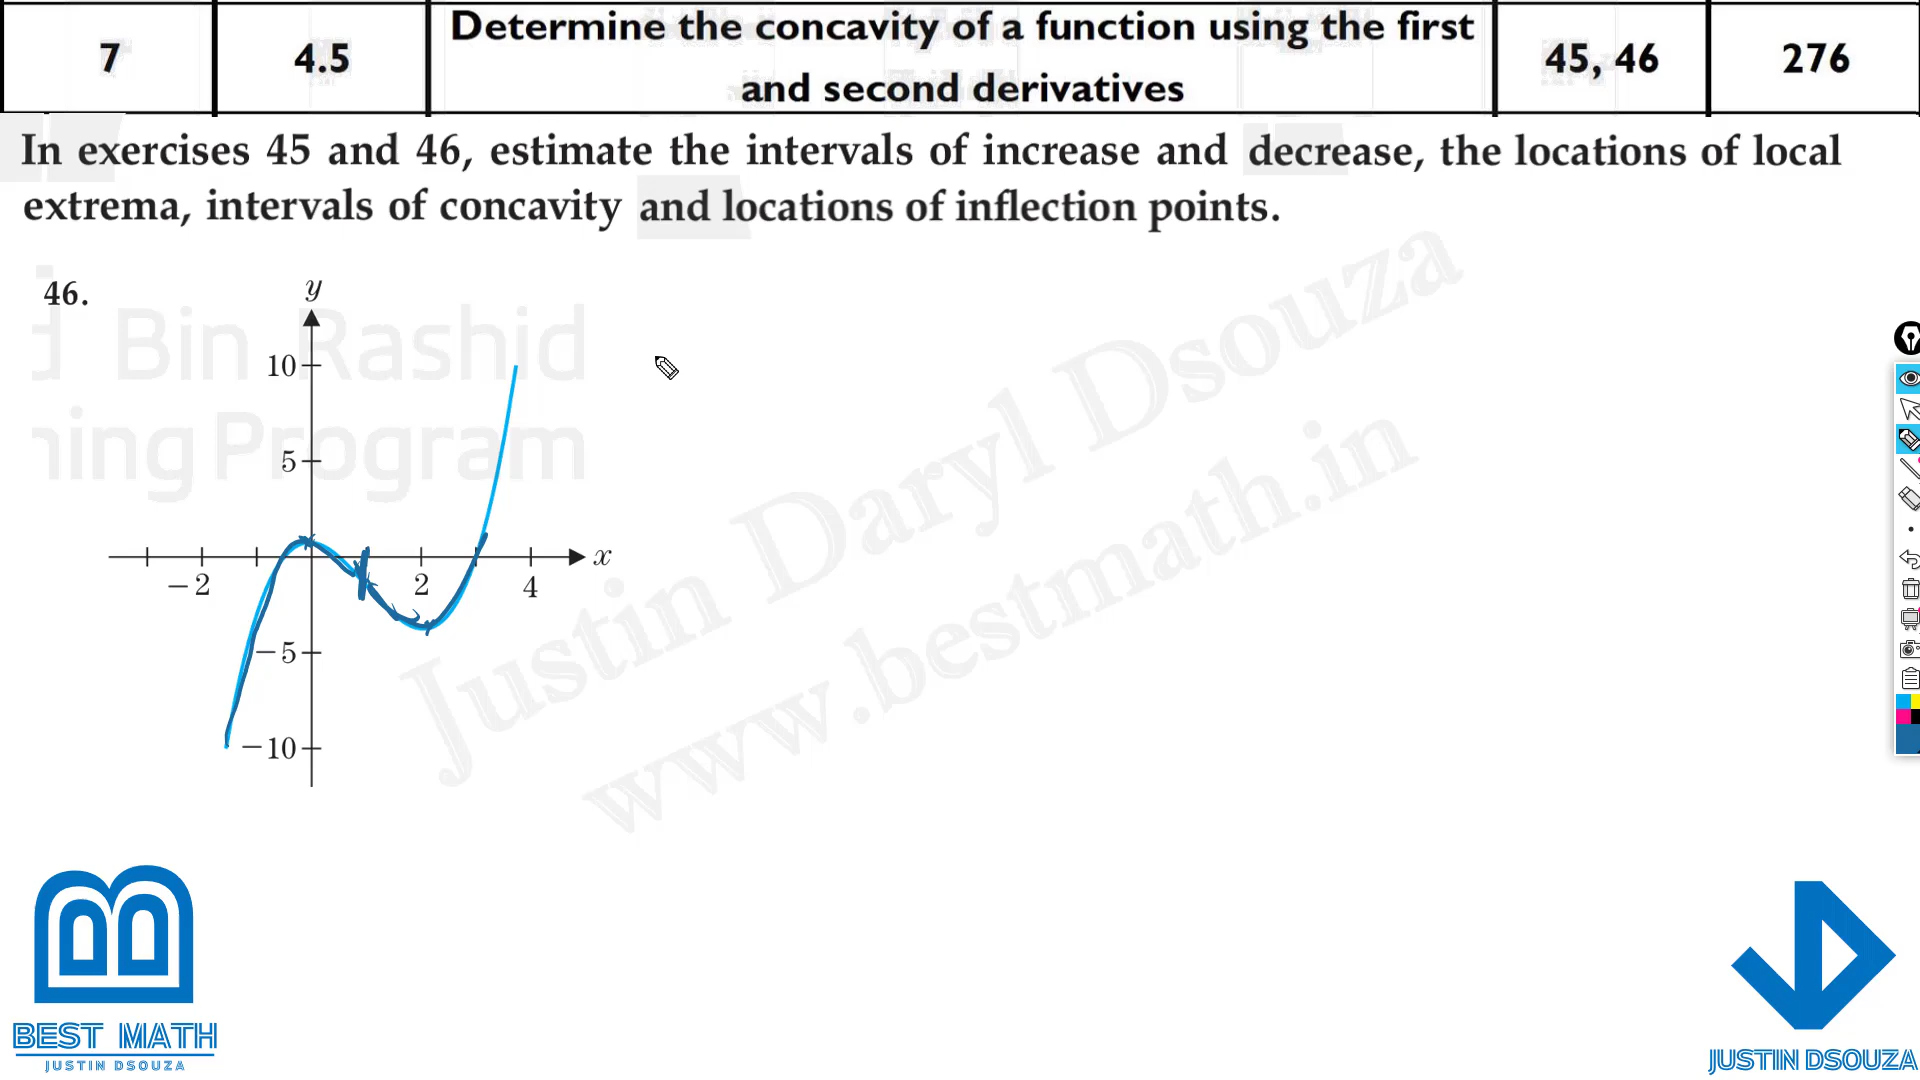 7
4.5
Determine the concavity of a function using the first
and second derivatives
45, 46
276
In exercises 45 and 46, estimate the intervals of increase and decrease, the locations of local
extrema, intervals of concavity and locations of inflection points.
46.
y
Bin Rashid
10
ning Program
5
x
−2
2
4
−5
−10
Justin Daryl Dsouza
www.bestmath.in
BEST MATH
JUSTIN DSOUZA
JUSTIN DSOUZA